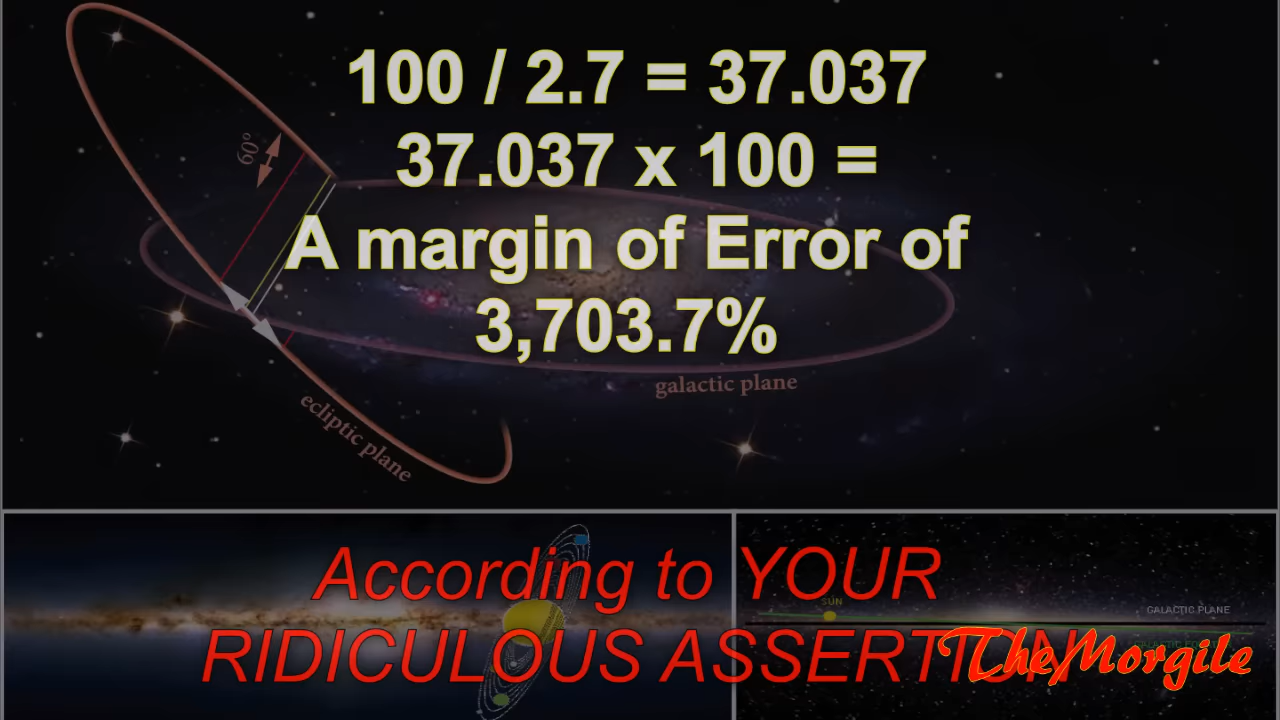 100 / 2.7 = 37.037
37.037 x 100 =
A margin of Error of
3,703.7%
60°
galactic plane
ecliptic plane
According to YOUR
RIDICULOUS ASSERTION
SUN
GALACTIC PLANE
TheMorgile